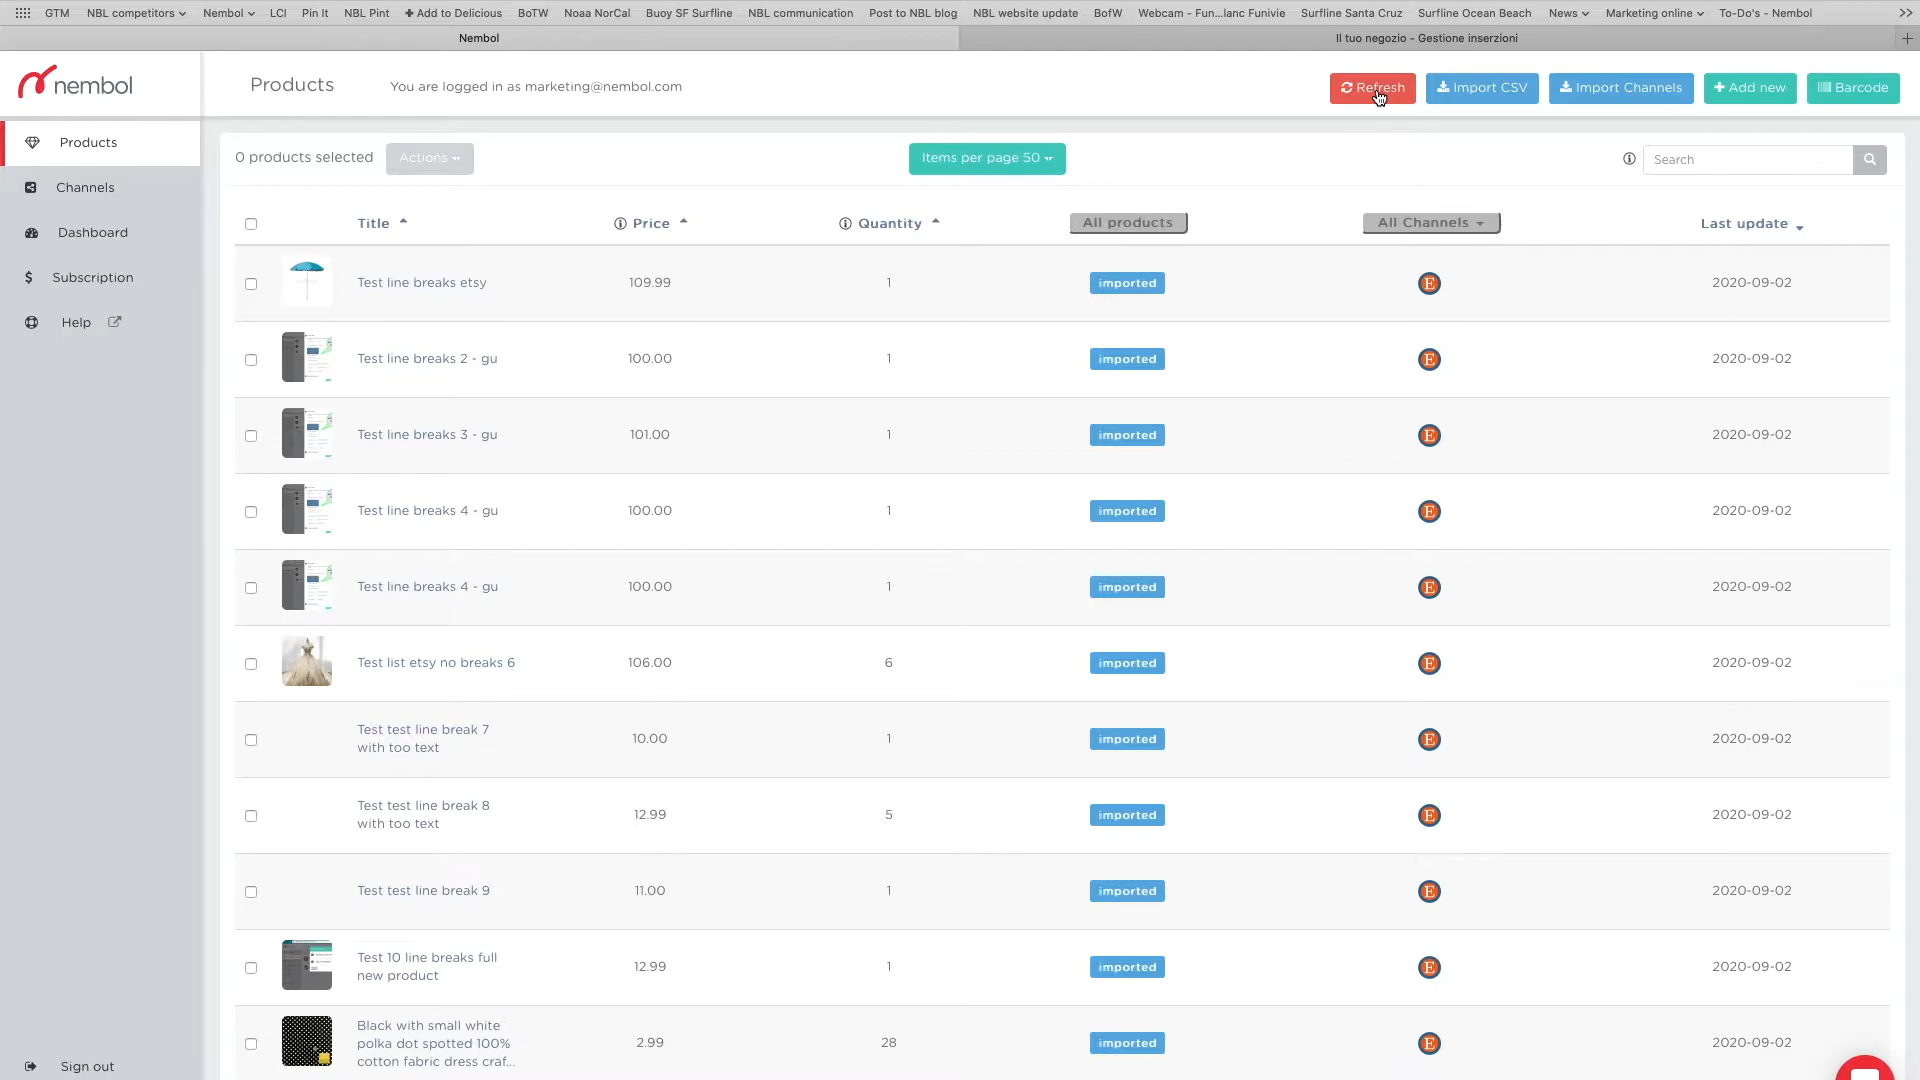 GTM NBL competitors Nembol LCI Pin It NBL Pint + Add to Delicious BoTW Noaa NorCal Buoy SF Surfline NBL communication Post to NBL blog NBL website update BofW Webcam - Fun...lanc Funivie Surfline Santa Cruz Surfline Ocean Beach News Marketing online To-Do's - Nembol >>
Nembol Il tuo negozio - Gestione inserzioni +
nembol Products You are logged in as marketing@nembol.com Refresh Import CSV Import Channels + Add new Barcode
Products
Channels
Dashboard
$ Subscription
Help
Sign out
0 products selected Actions Items per page 50 Search
Title Price Quantity All products All Channels Last update
Test line breaks etsy 109.99 1 imported E 2020-09-02
Test line breaks 2 - gu 100.00 1 imported E 2020-09-02
Test line breaks 3 - gu 101.00 1 imported E 2020-09-02
Test line breaks 4 - gu 100.00 1 imported E 2020-09-02
Test line breaks 4 - gu 100.00 1 imported E 2020-09-02
Test list etsy no breaks 6 106.00 6 imported E 2020-09-02
Test test line break 7
with too text 10.00 1 imported E 2020-09-02
Test test line break 8
with too text 12.99 5 imported E 2020-09-02
Test test line break 9 11.00 1 imported E 2020-09-02
Test 10 line breaks full
new product 12.99 1 imported E 2020-09-02
Black with small white
polka dot spotted 100% 2.99 28 imported E 2020-09-02
cotton fabric dress craf...